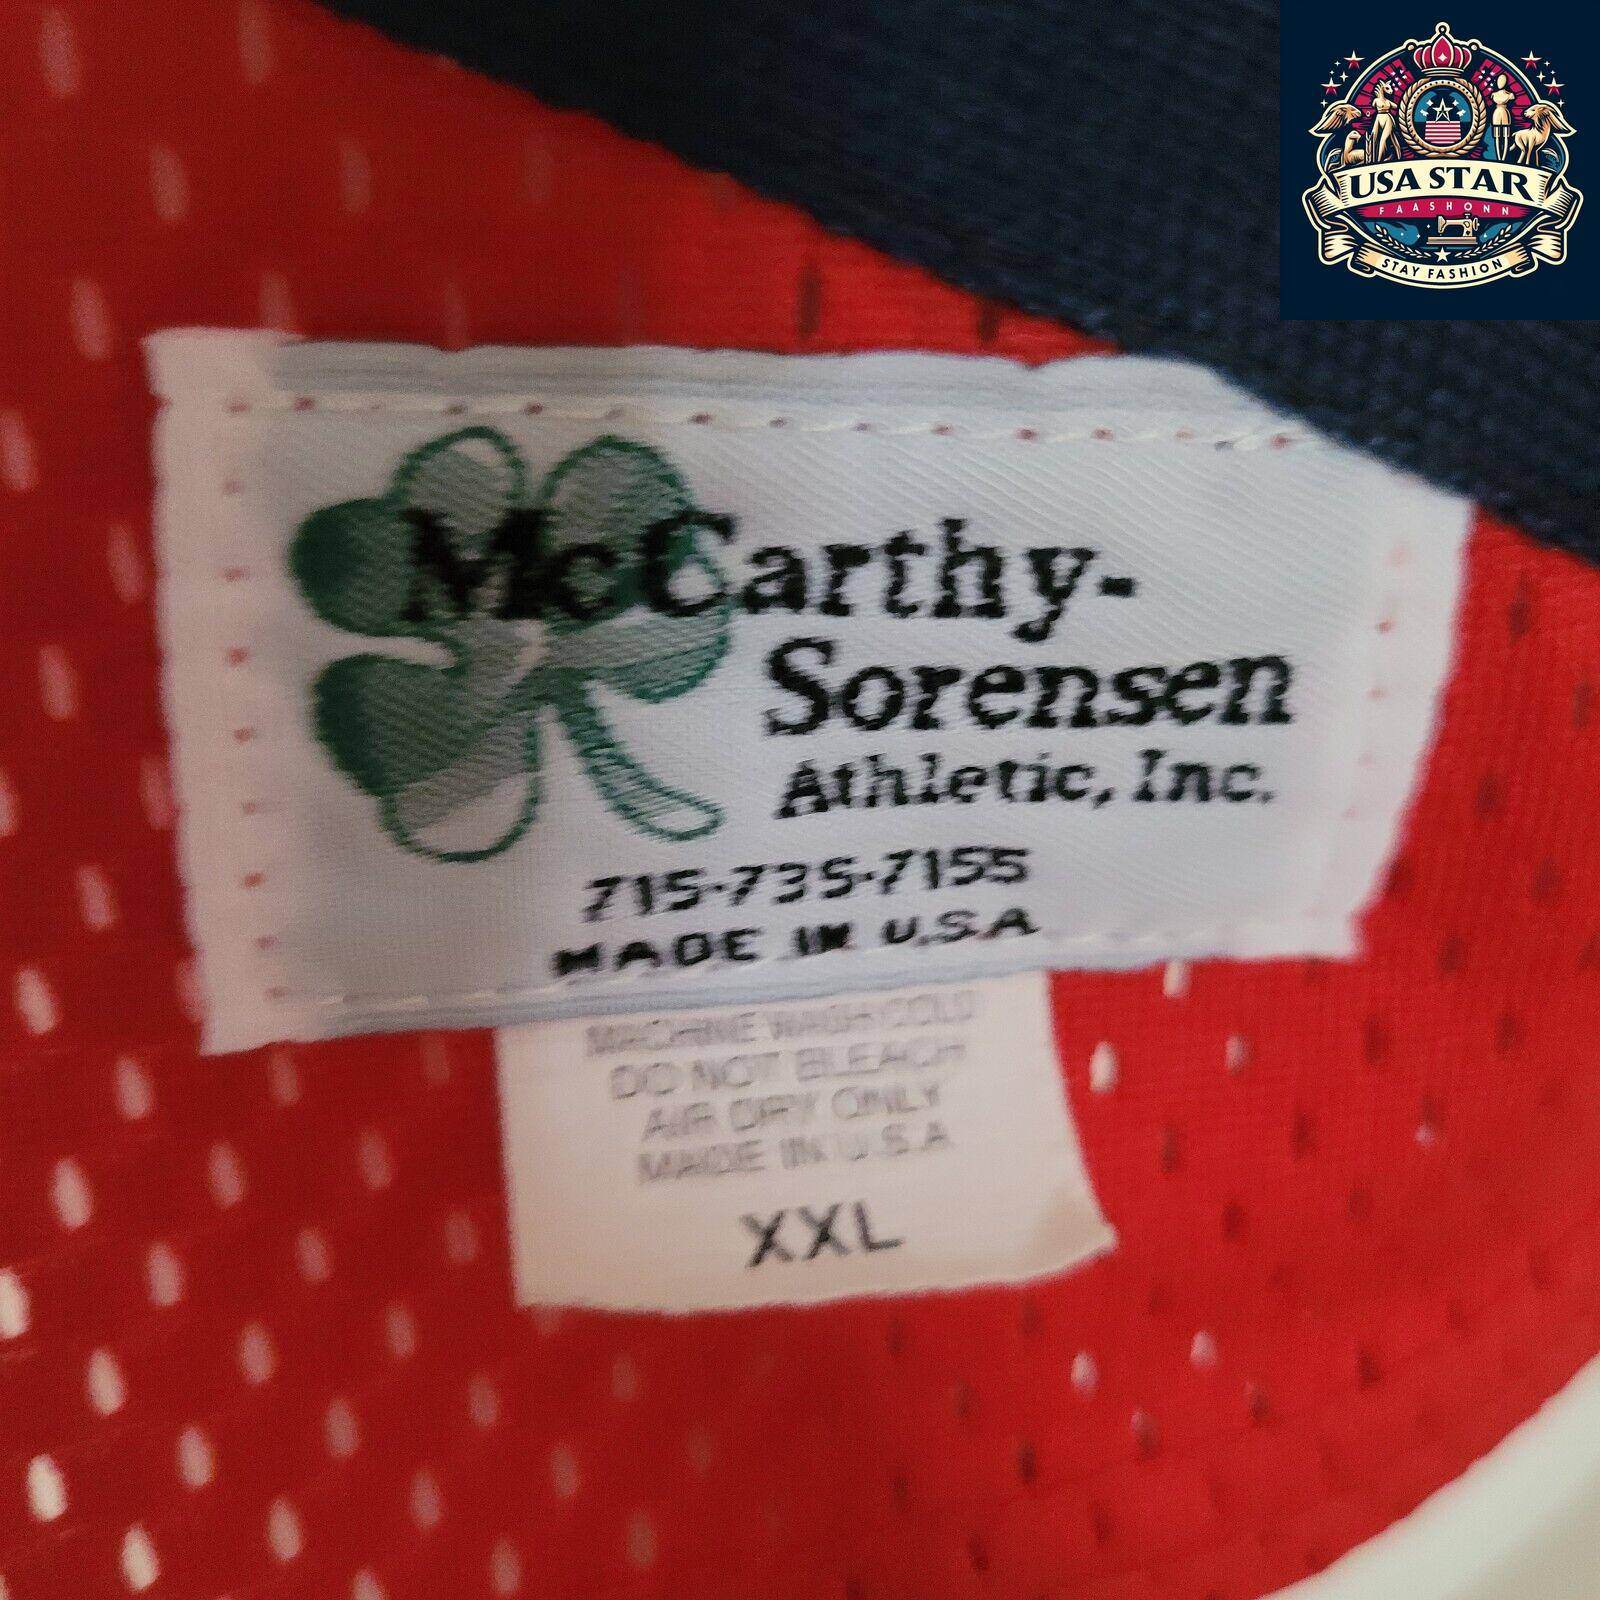 USA STAR
FAASHONN
STAY FASHION
McCarthy-
Sorensen
Athletic, Inc.
715-735-7155
MADE IN U.S.A
MACHINE WASH COLD
DO NOT BLEACH
AIR DRY ONLY
MADE IN U.S.A
XXL